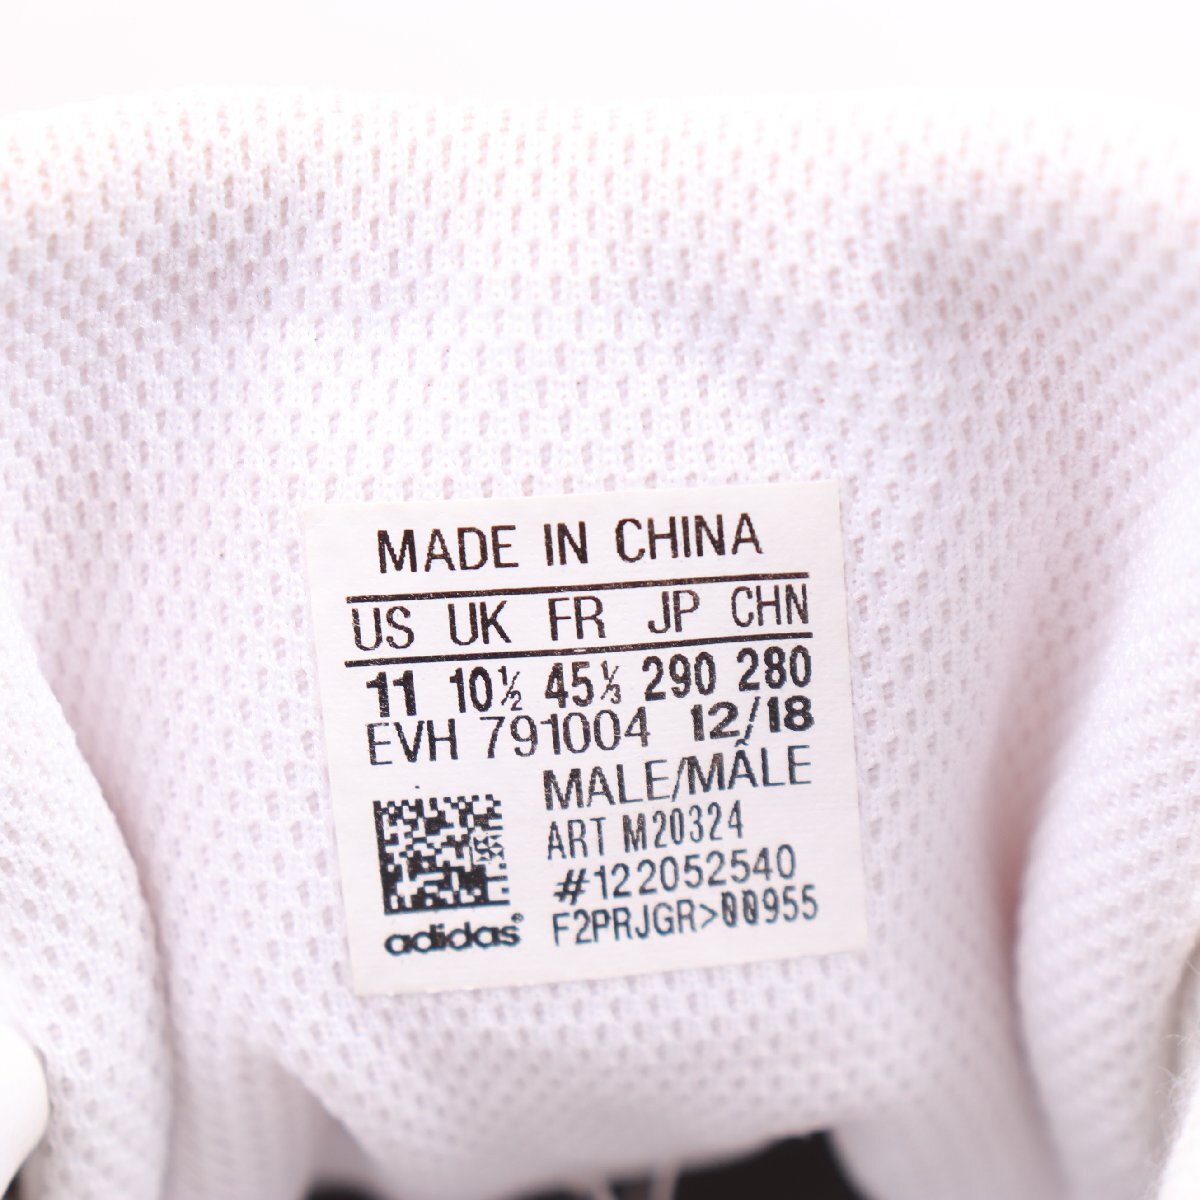 MADE IN CHINA
US UK FR JP CHN
11 10½ 45⅓ 290 280
EVH 791004 12/18
MALE/MÂLE
ART M20324
#122052540
F2PRJGR>00955
adidas®